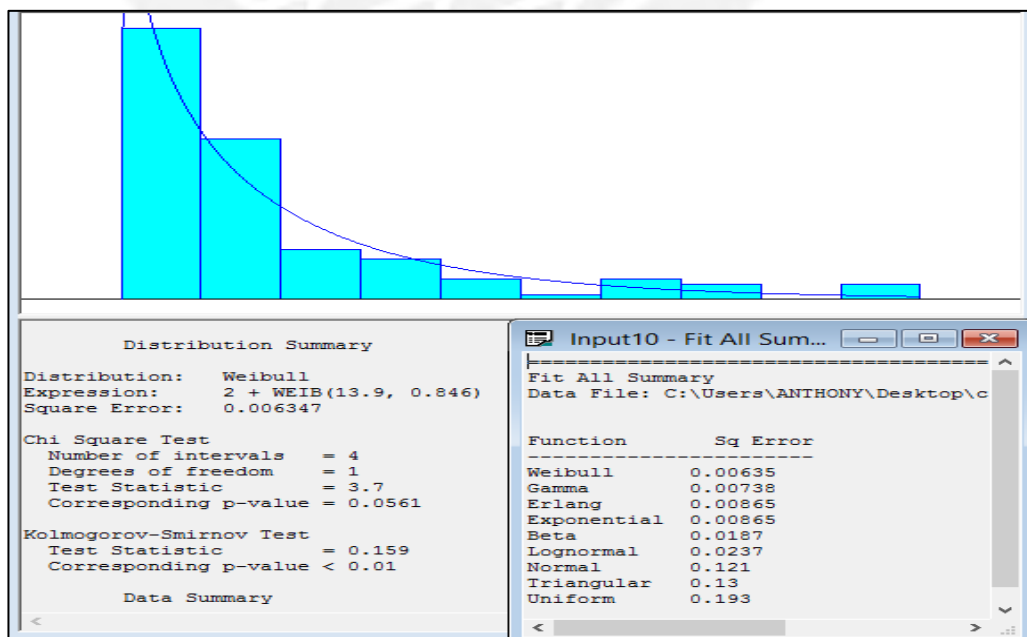 Distribution Summary
Distribution: Weibull
Expression: 2 + WEIB(13.9, 0.846)
Square Error: 0.006347
Chi Square Test
Number of intervals = 4
Degrees of freedom = 1
Test Statistic = 3.7
Corresponding p-value = 0.0561
Kolmogorov-Smirnov Test
Test Statistic = 0.159
Corresponding p-value < 0.01
Data Summary
Input10 - Fit All Sum...
Fit All Summary
Data File: C:\Users\ANTHONY\Desktop\c
Function Sq Error
Weibull 0.00635
Gamma 0.00738
Erlang 0.00865
Exponential 0.00865
Beta 0.0187
Lognormal 0.0237
Normal 0.121
Triangular 0.13
Uniform 0.193